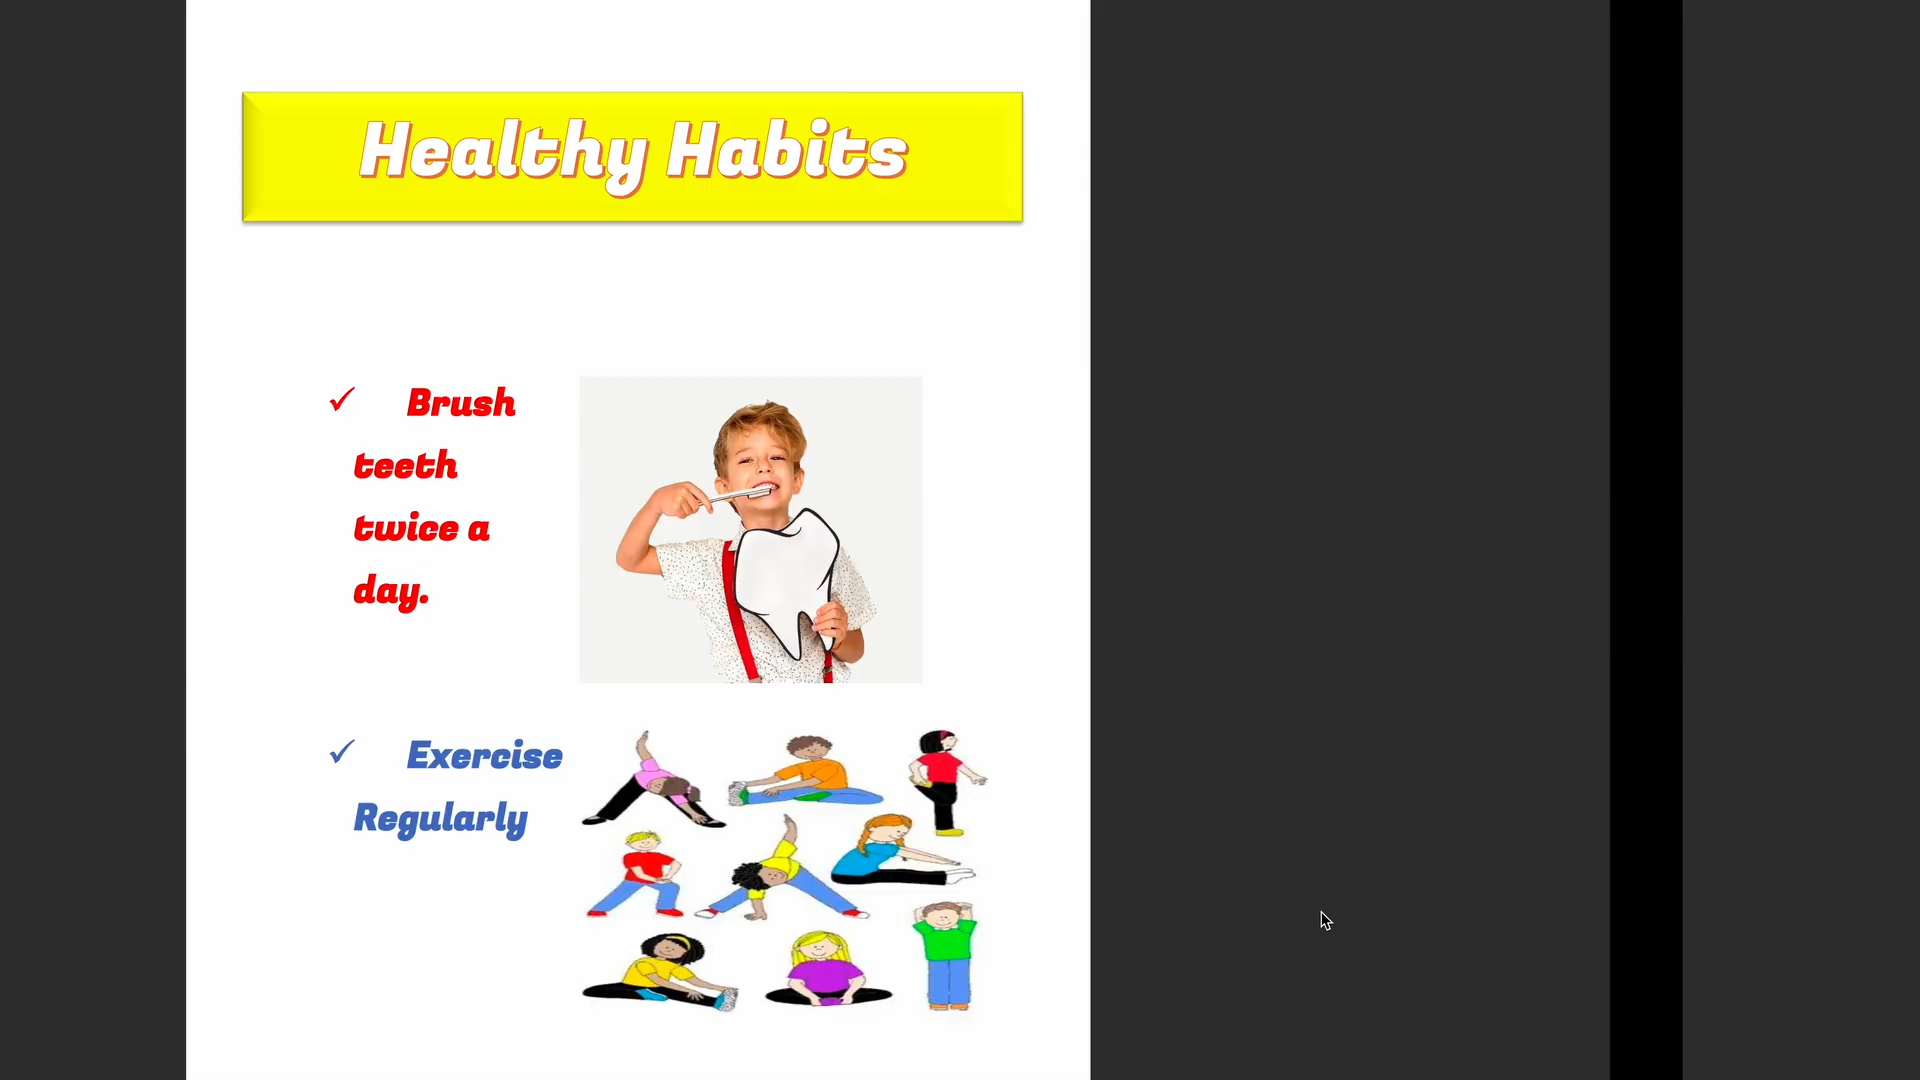 Healthy Habits
✓ Brush
teeth
twice a
day.
✓ Exercise
Regularly